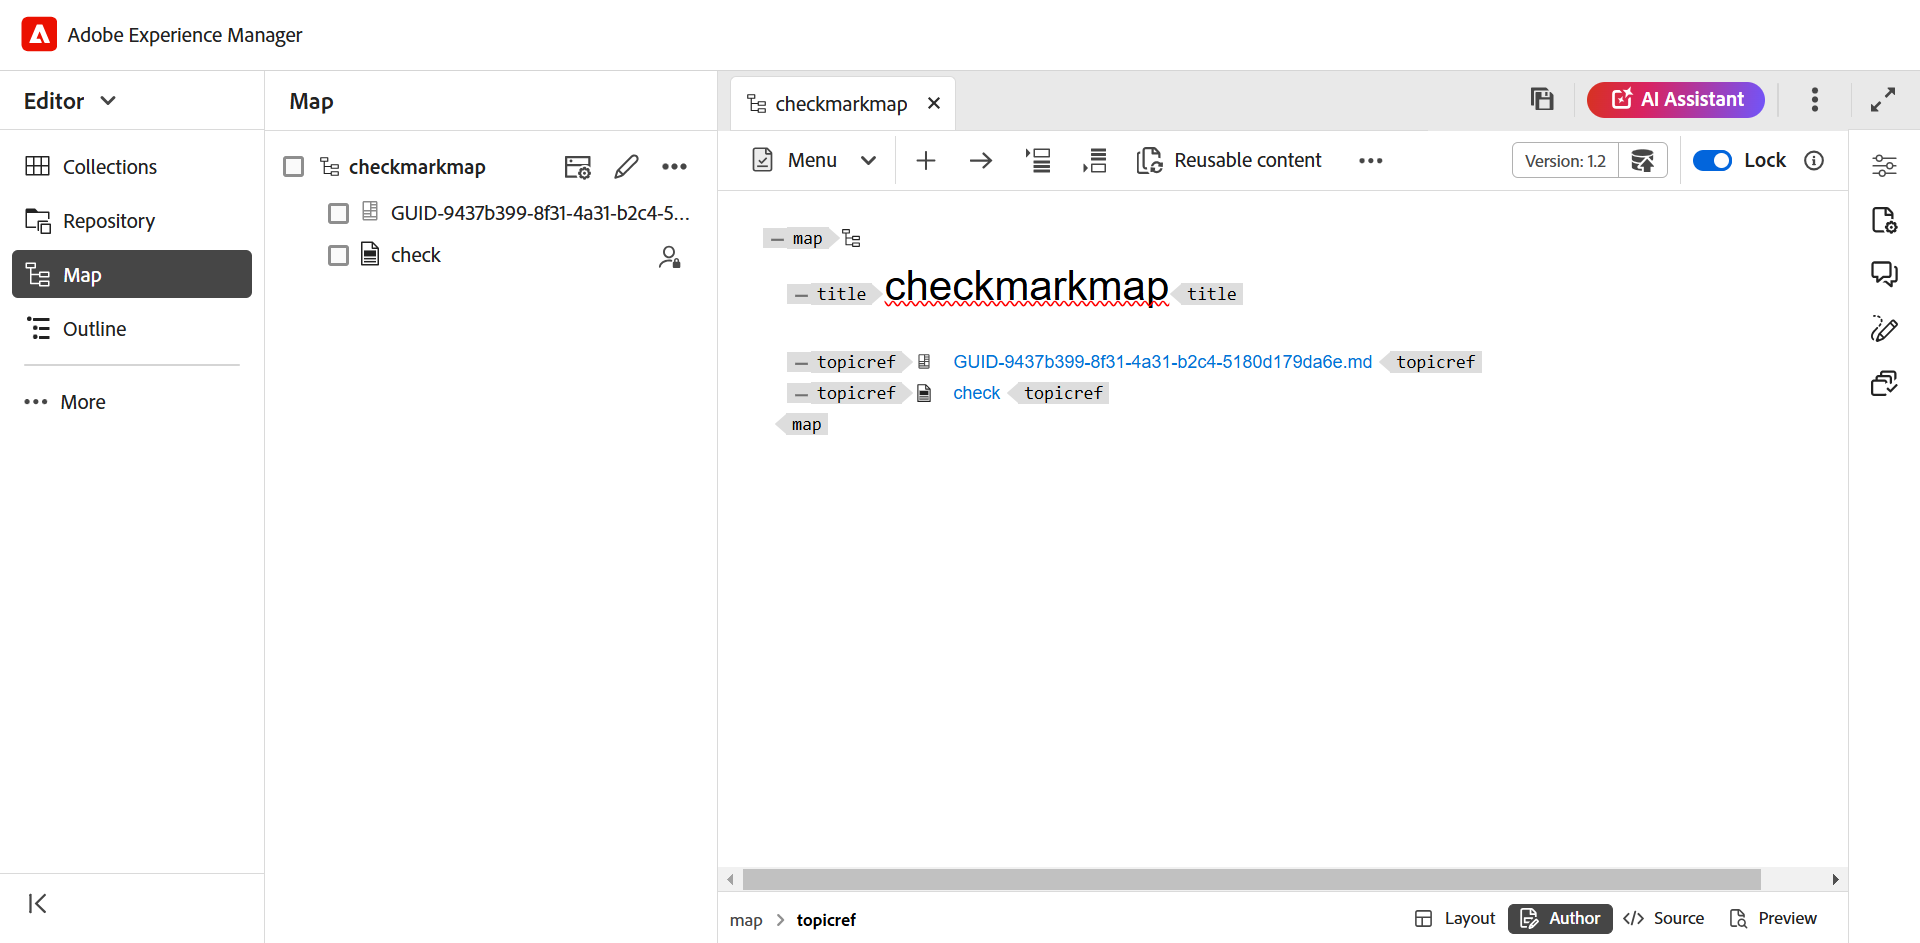 Adobe Experience Manager
Editor
Collections
Repository
Map
Outline
More
Map
checkmarkmap
GUID-9437b399-8f31-4a31-b2c4-5...
check
checkmarkmap
AI Assistant
Menu
Reusable content
Version: 1.2
Lock
map
title checkmarkmap title
topicref GUID-9437b399-8f31-4a31-b2c4-5180d179da6e.md topicref
topicref check topicref
map
map > topicref
Layout
Author
Source
Preview